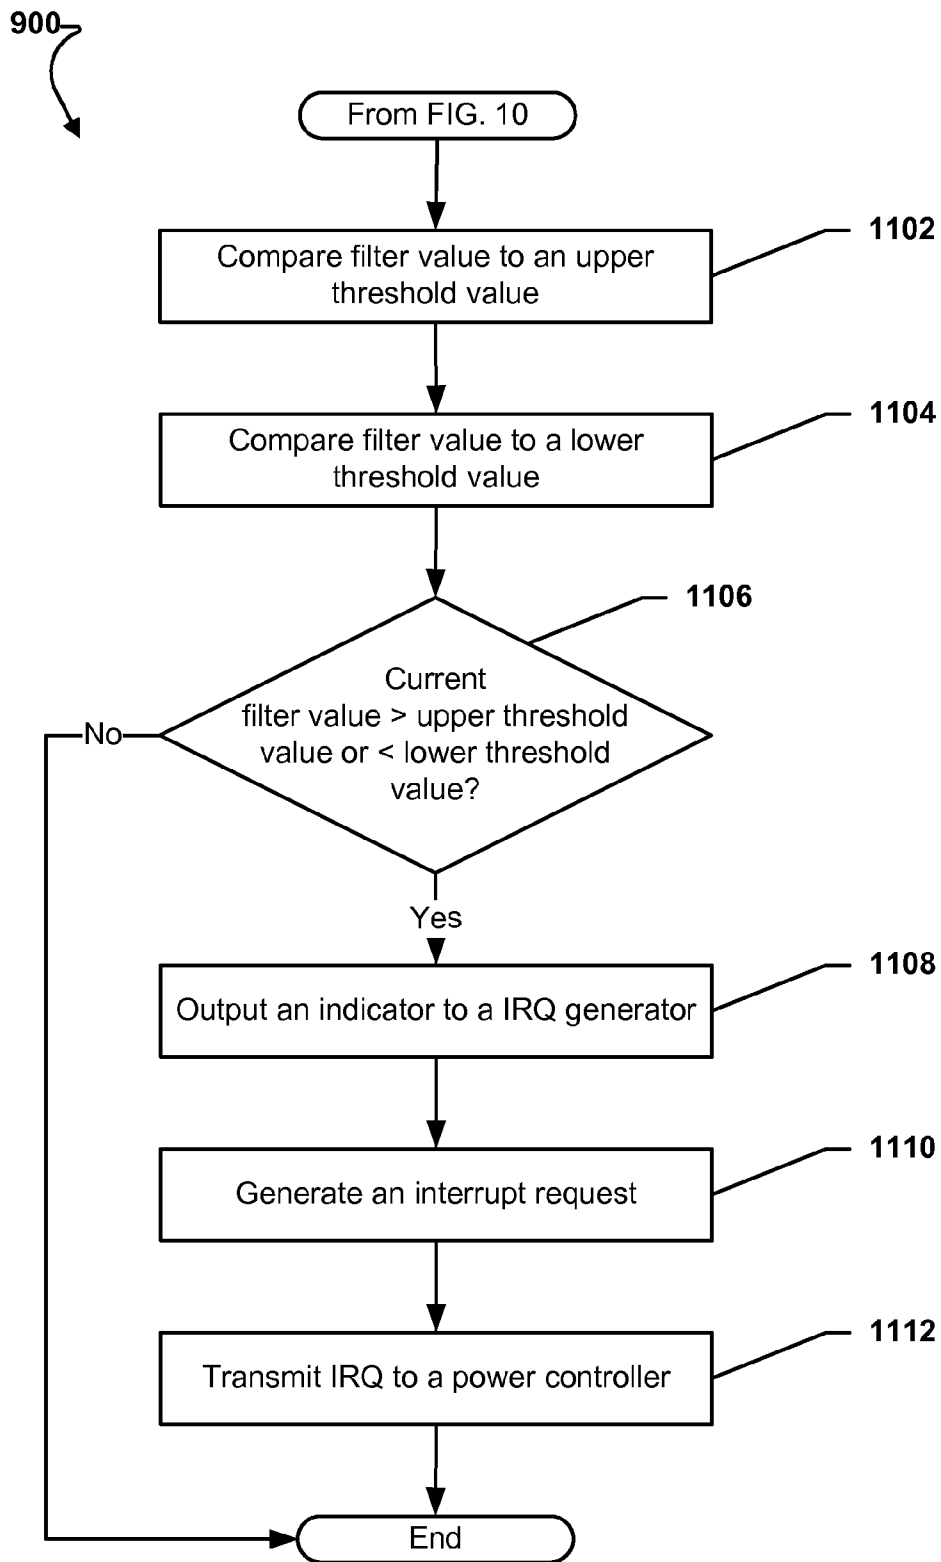 900
From FIG. 10
Compare filter value to an upper
threshold value
1102
Compare filter value to a lower
threshold value
1104
1106
Current
filter value > upper threshold
value or < lower threshold
value?
No
Yes
Output an indicator to a IRQ generator
1108
Generate an interrupt request
1110
Transmit IRQ to a power controller
1112
End